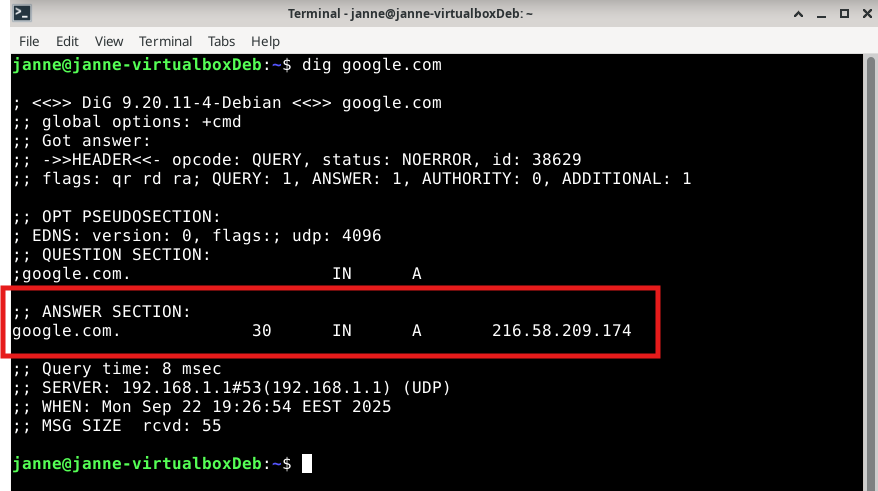 Terminal - janne@janne-virtualboxDeb: ~
File Edit View Terminal Tabs Help
janne@janne-virtualboxDeb:~$ dig google.com
; <<>> DiG 9.20.11-4-Debian <<>> google.com
;; global options: +cmd
;; Got answer:
;; ->>HEADER<<- opcode: QUERY, status: NOERROR, id: 38629
;; flags: qr rd ra; QUERY: 1, ANSWER: 1, AUTHORITY: 0, ADDITIONAL: 1
;; OPT PSEUDOSECTION:
; EDNS: version: 0, flags:; udp: 4096
;; QUESTION SECTION:
;google.com. IN A
;; ANSWER SECTION:
google.com. 30 IN A 216.58.209.174
;; Query time: 8 msec
;; SERVER: 192.168.1.1#53(192.168.1.1) (UDP)
;; WHEN: Mon Sep 22 19:26:54 EEST 2025
;; MSG SIZE rcvd: 55
janne@janne-virtualboxDeb:~$